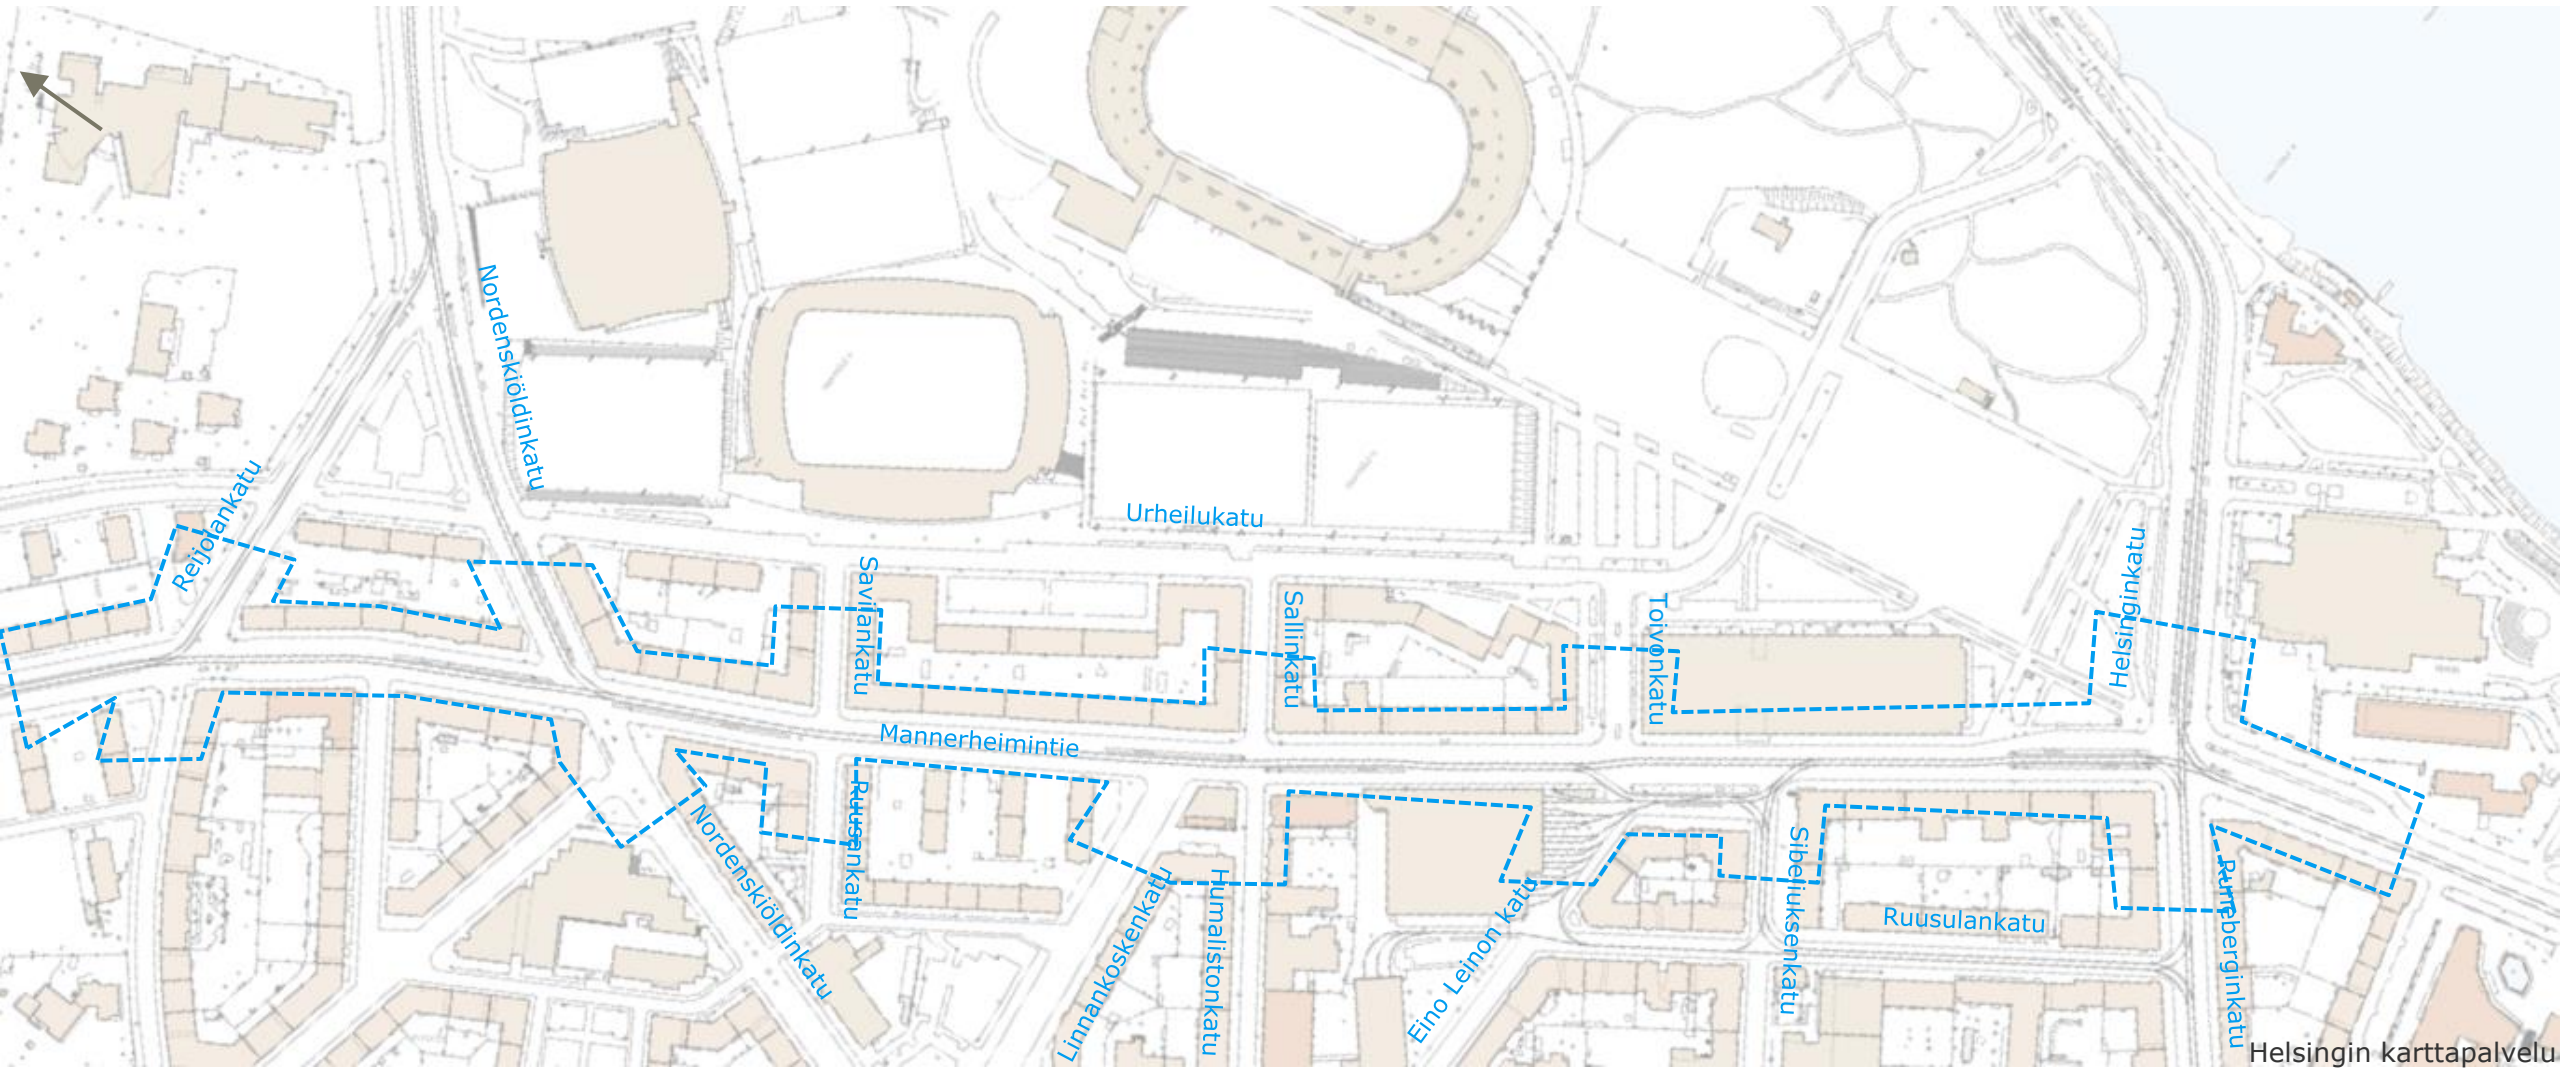 Nordenskiöldinkatu
Reijolankatu
Urheilukatu
Savilankatu
Sallinkatu
Toivonkatu
Helsinginkatu
Mannerheimintie
Nordenskiöldinkatu
Ruusankatu
Linnankoskenkatu
Humalistonkatu
Eino Leinon katu
Sibeliuksenkatu
Ruusulankatu
Runeberginkatu
Helsingin karttapalvelu